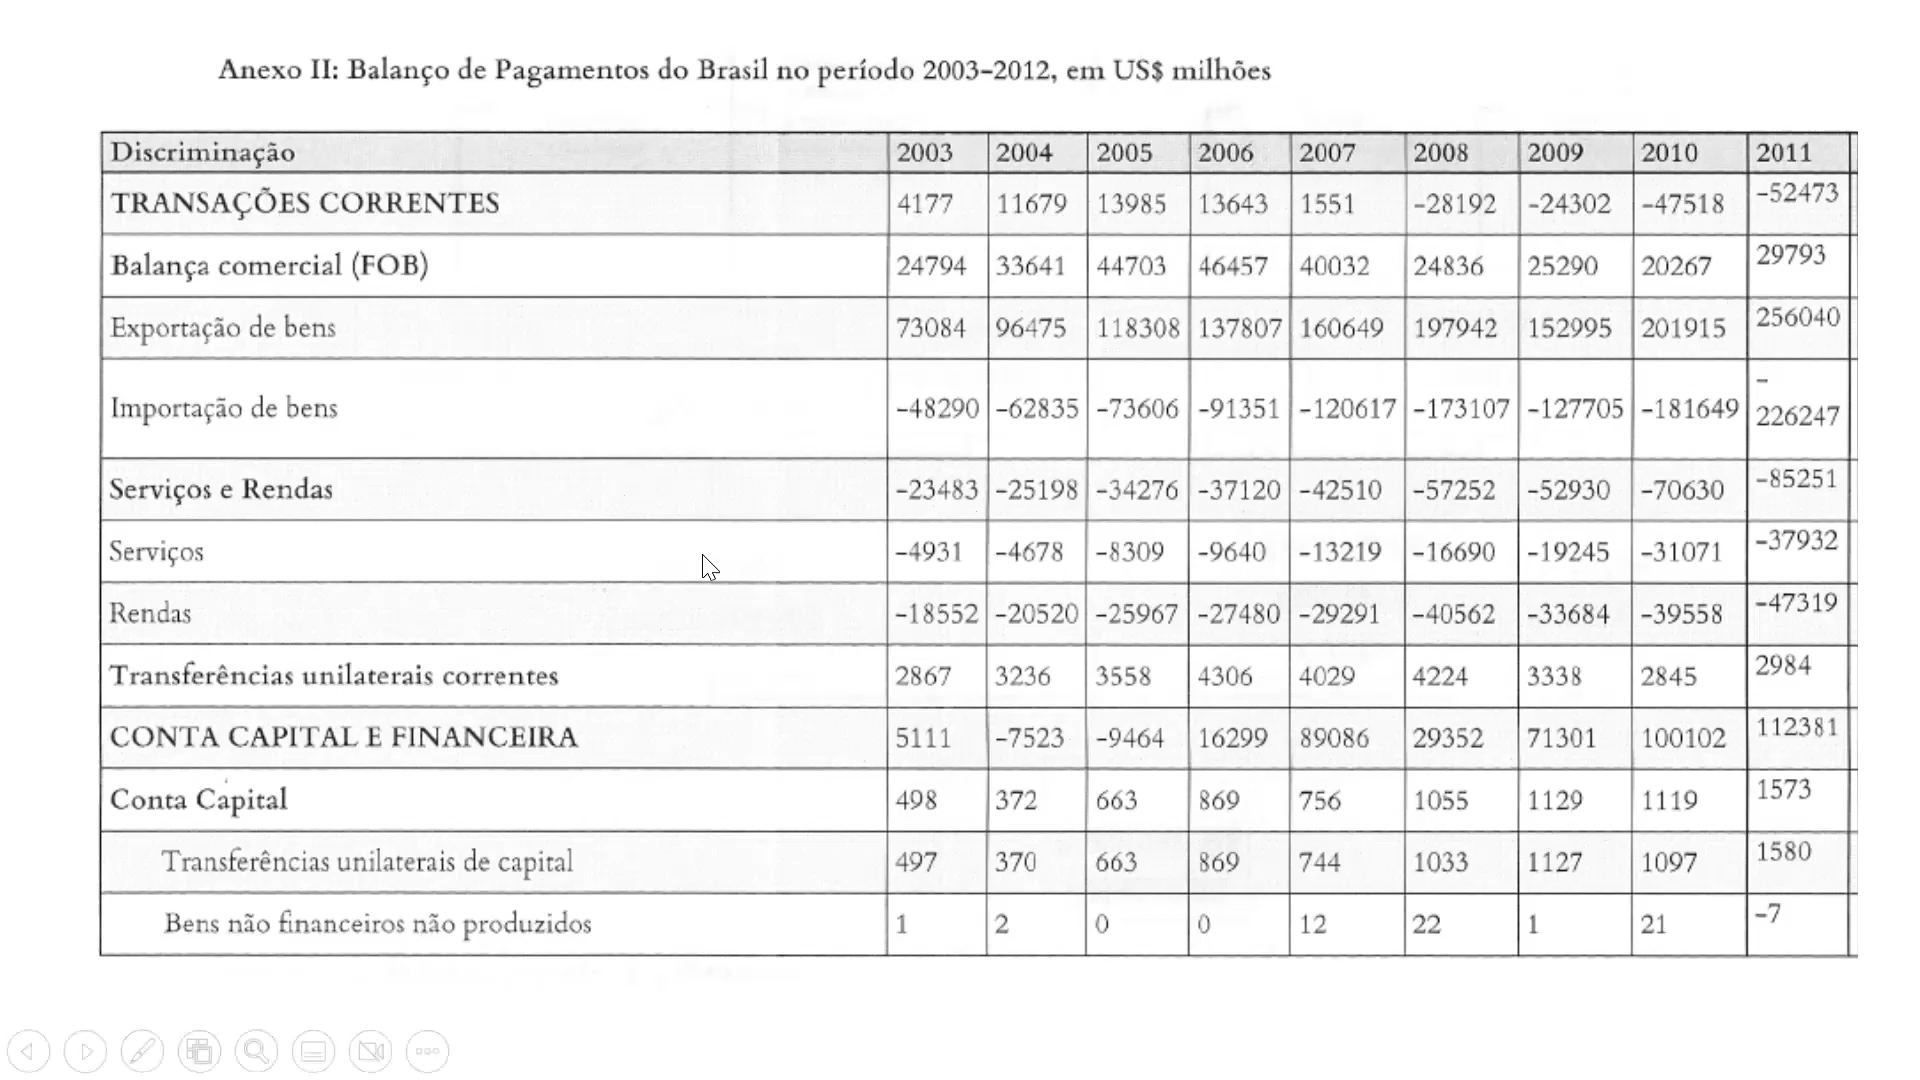 Anexo II: Balanço de Pagamentos do Brasil no período 2003-2012, em US$ milhões
Discriminação 2003 2004 2005 2006 2007 2008 2009 2010 2011
TRANSAÇÕES CORRENTES 4177 11679 13985 13643 1551 -28192 -24302 -47518 -52473
Balança comercial (FOB) 24794 33641 44703 46457 40032 24836 25290 20267 29793
Exportação de bens 73084 96475 118308 137807 160649 197942 152995 201915 256040
Importação de bens -48290 -62835 -73606 -91351 -120617 -173107 -127705 -181649 -226247
Serviços e Rendas -23483 -25198 -34276 -37120 -42510 -57252 -52930 -70630 -85251
Serviços -4931 -4678 -8309 -9640 -13219 -16690 -19245 -31071 -37932
Rendas -18552 -20520 -25967 -27480 -29291 -40562 -33684 -39558 -47319
Transferências unilaterais correntes 2867 3236 3558 4306 4029 4224 3338 2845 2984
CONTA CAPITAL E FINANCEIRA 5111 -7523 -9464 16299 89086 29352 71301 100102 112381
Conta Capital 498 372 663 869 756 1055 1129 1119 1573
Transferências unilaterais de capital 497 370 663 869 744 1033 1127 1097 1580
Bens não financeiros não produzidos 1 2 0 0 12 22 1 21 -7